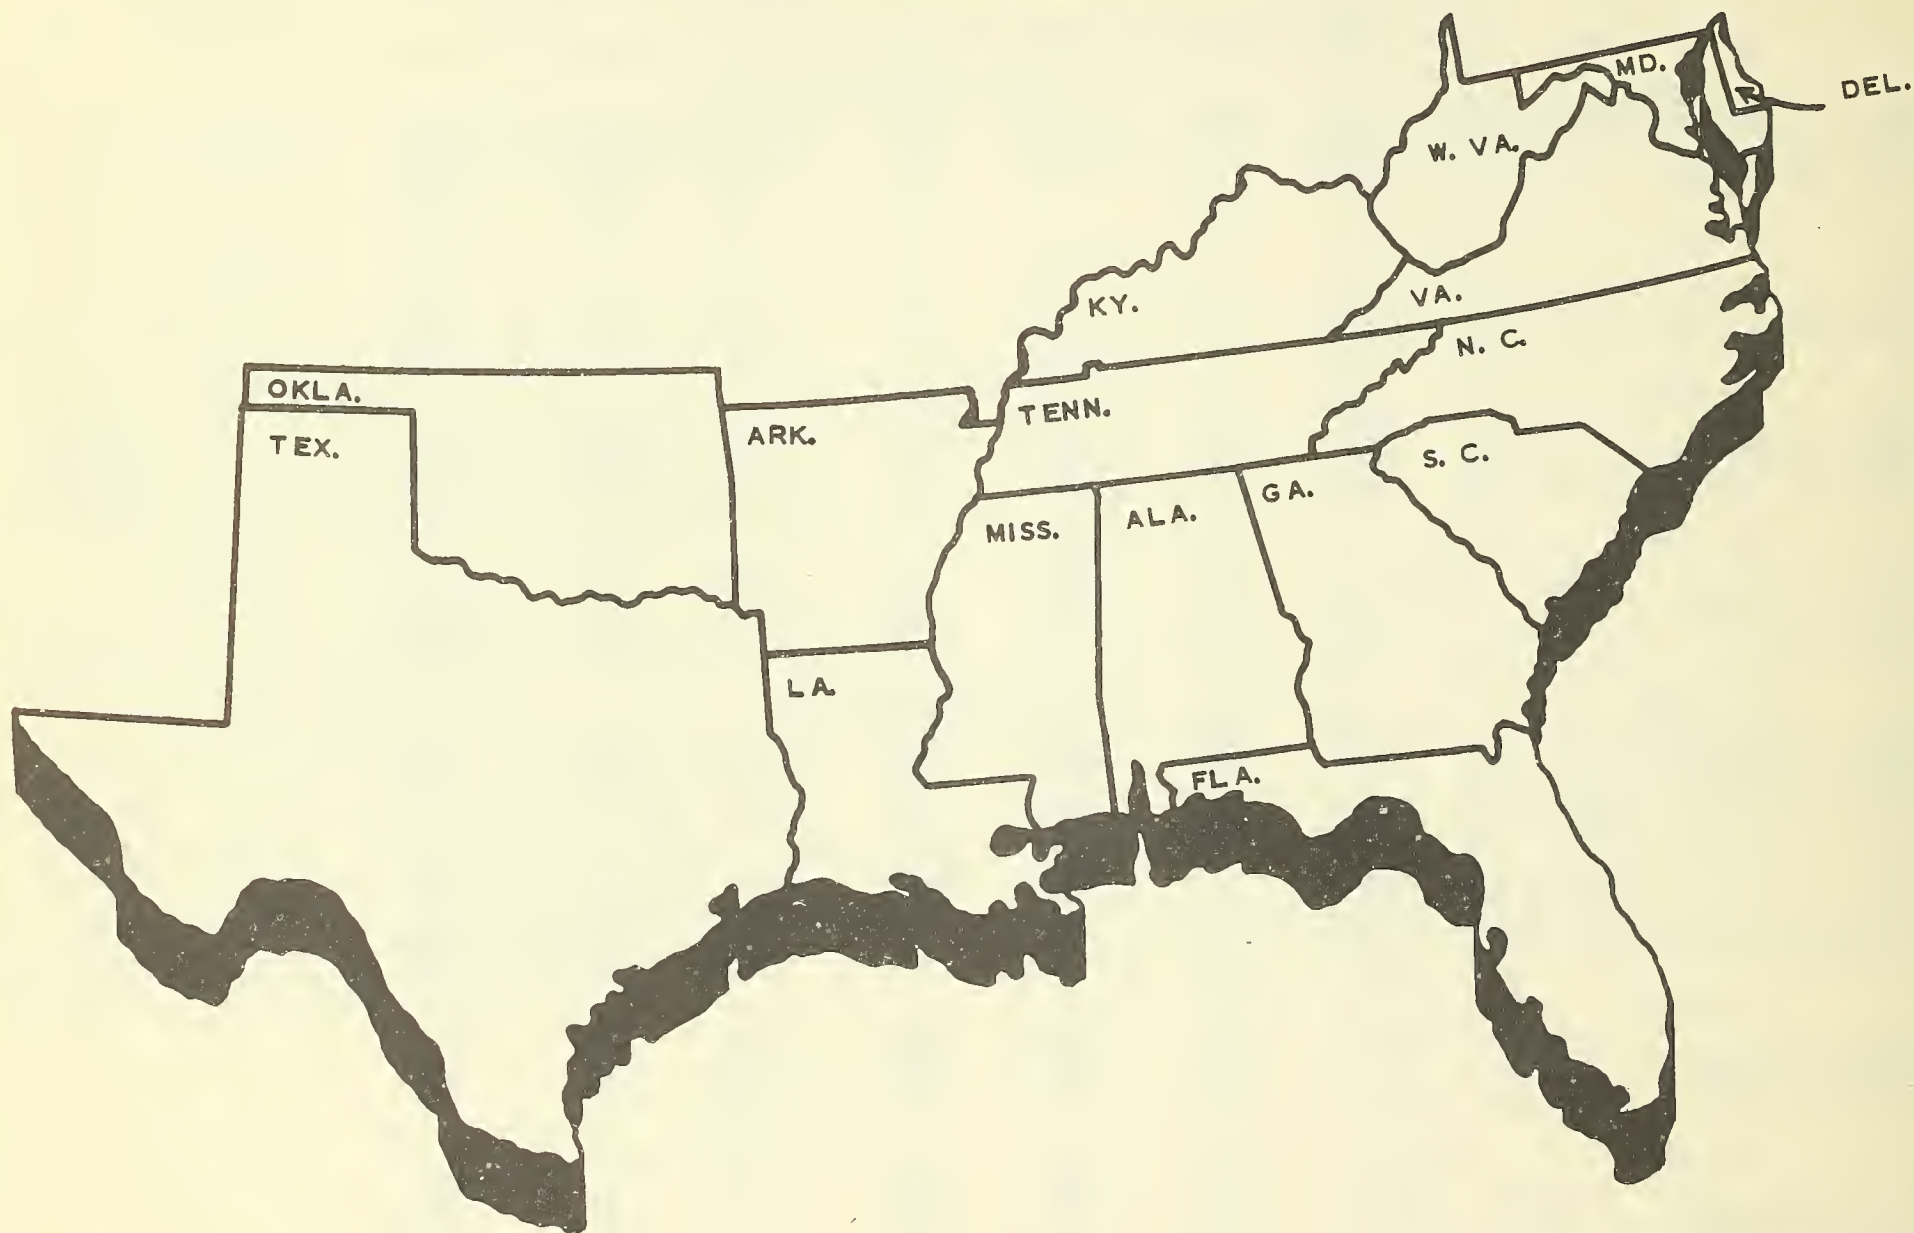 MD.
DEL.
W. VA.
KY.
VA.
N. C.
OKLA.
TEX.
ARK.
TENN.
S. C.
MISS.
ALA.
GA.
LA.
FLA.